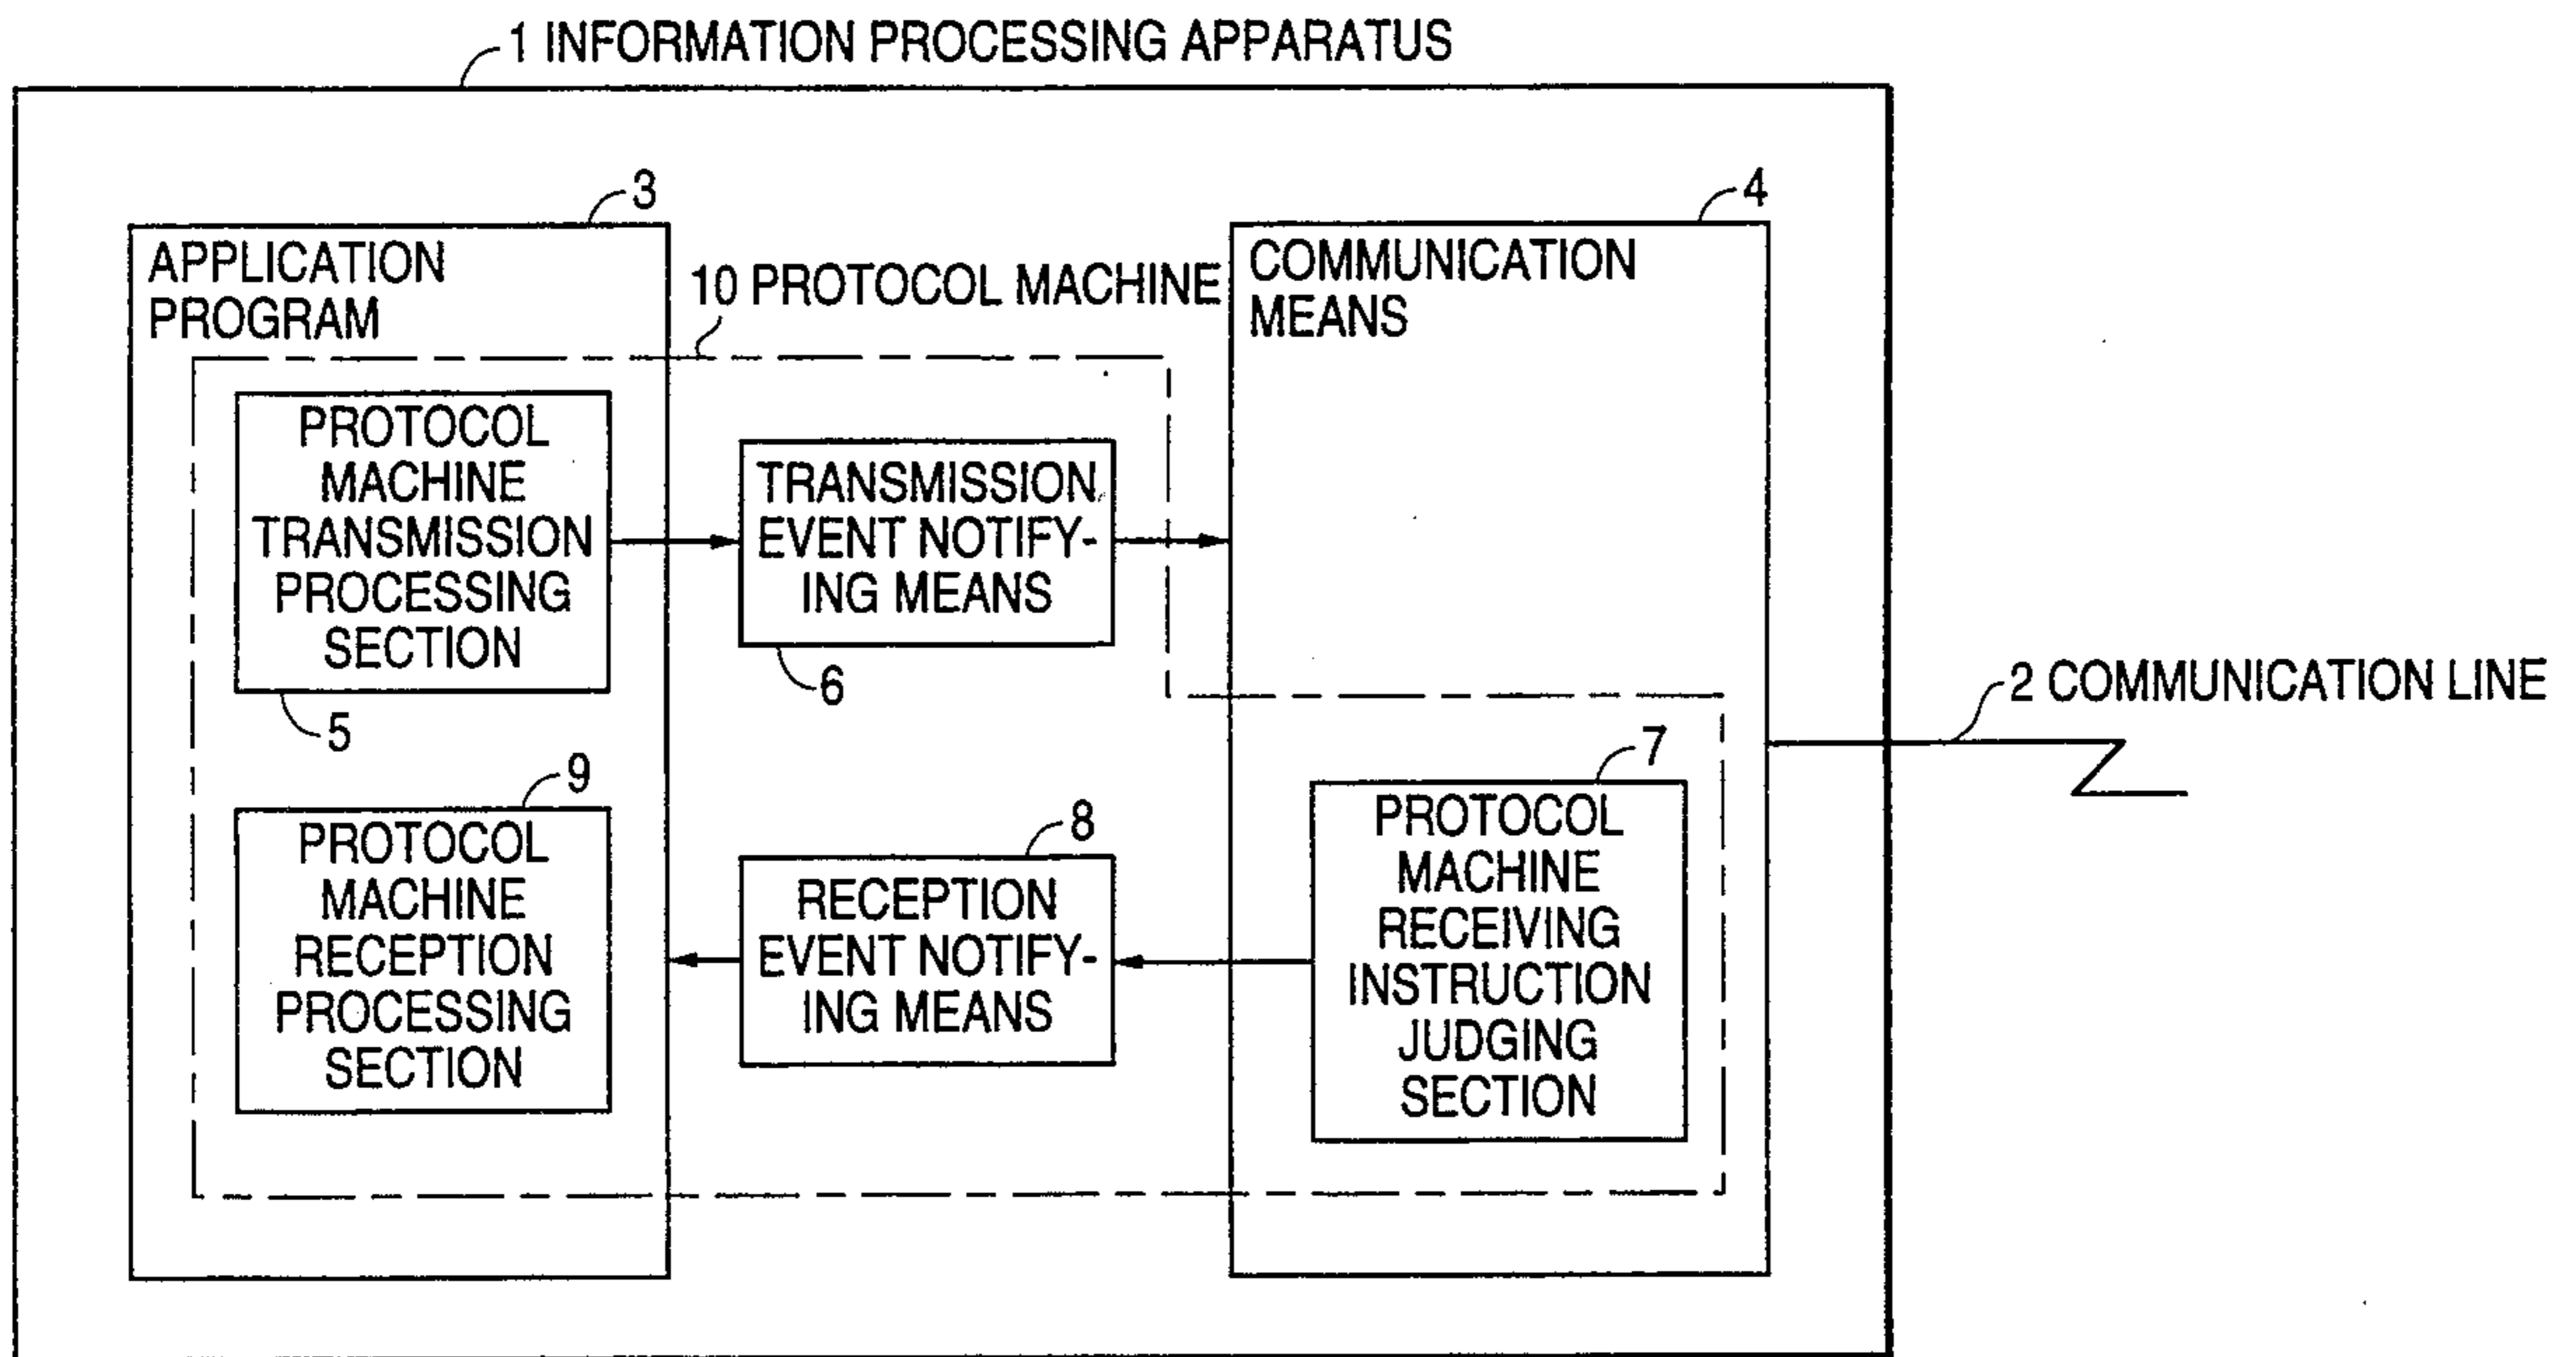 1 INFORMATION PROCESSING APPARATUS
3
4
APPLICATION
PROGRAM
10 PROTOCOL MACHINE
COMMUNICATION
MEANS
PROTOCOL
MACHINE
TRANSMISSION
PROCESSING
SECTION
5
TRANSMISSION
EVENT NOTIFY-
ING MEANS
6
2 COMMUNICATION LINE
9
PROTOCOL
MACHINE
RECEPTION
PROCESSING
SECTION
8
RECEPTION
EVENT NOTIFY-
ING MEANS
7
PROTOCOL
MACHINE
RECEIVING
INSTRUCTION
JUDGING
SECTION